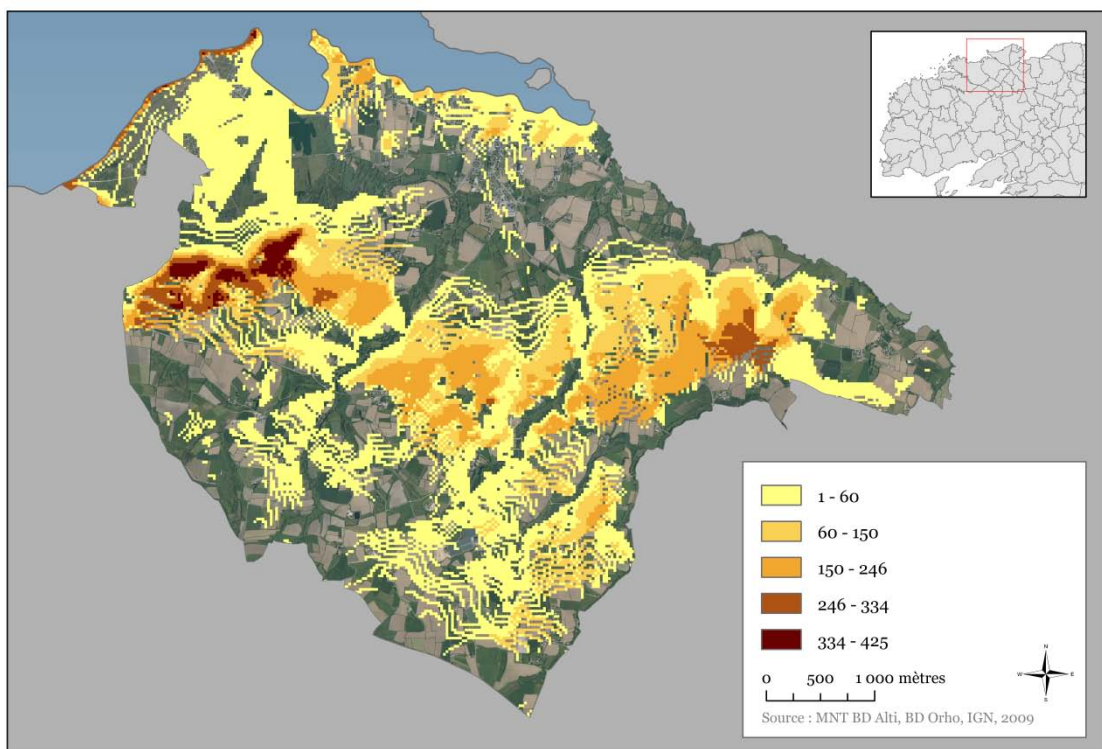 1 - 60
60 - 150
150 - 246
246 - 334
334 - 425
0 500 1 000 mètres
N
W E
S
Source : MNT BD Alti, BD Orho, IGN, 2009